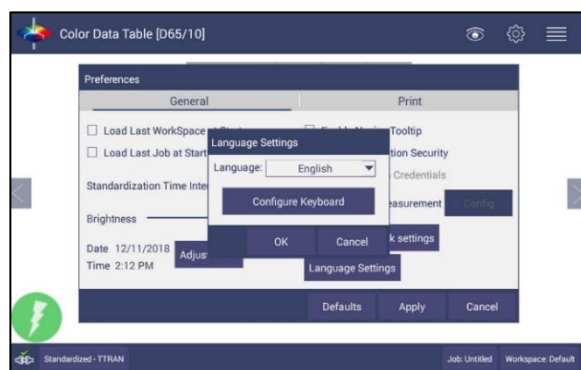 Color Data Table [D65/10]
Preferences
General
Print
Load Last WorkSpace
Tooltip
Load Last Job at Start
tion Security
Credentials
Standardization Time Inte
easurement
Config
Brightness
k settings
Date 12/11/2018
Adjus
Time 2:12 PM
Language Settings
Defaults
Apply
Cancel
Language Settings
Language:
English
Configure Keyboard
OK
Cancel
Standardized - TTRAN
Job: Untitled
Workspace: Default